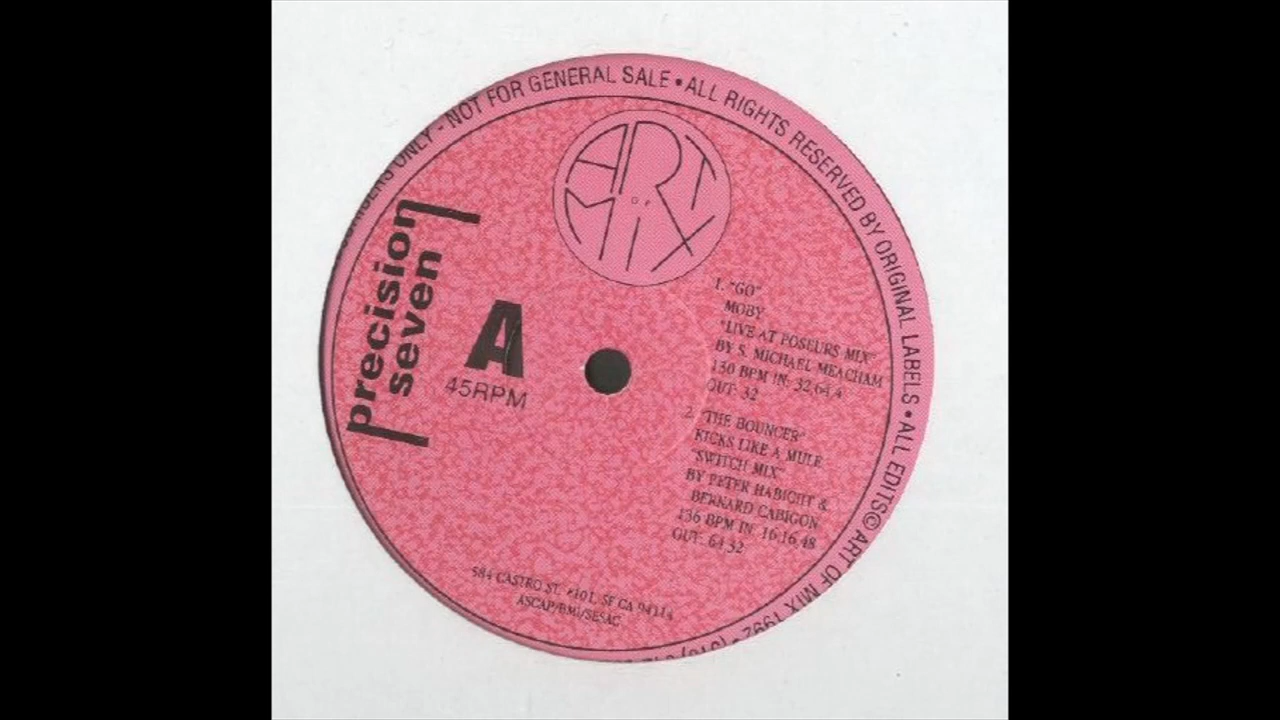 ONLY - NOT FOR GENERAL SALE • ALL RIGHTS RESERVED BY ORIGINAL LABELS • ALL EDITS© ART OF MIX 1992 •
ART
OF
MIX
precision
seven
A
45RPM
1. "GO"
MOBY
"LIVE AT POSEURS MIX"
BY S. MICHAEL MEACHAM
130 BPM IN: 32,64,4
OUT: 32
2. "THE BOUNCER"
KICKS LIKE A MULE
"SWITCH MIX"
BY PETER HABICHT &
BERNARD CABIGON
136 BPM IN: 16,16,48
OUT: 64,32
584 CASTRO ST. #101, SF CA 94114
ASCAP/BMI/SESAC